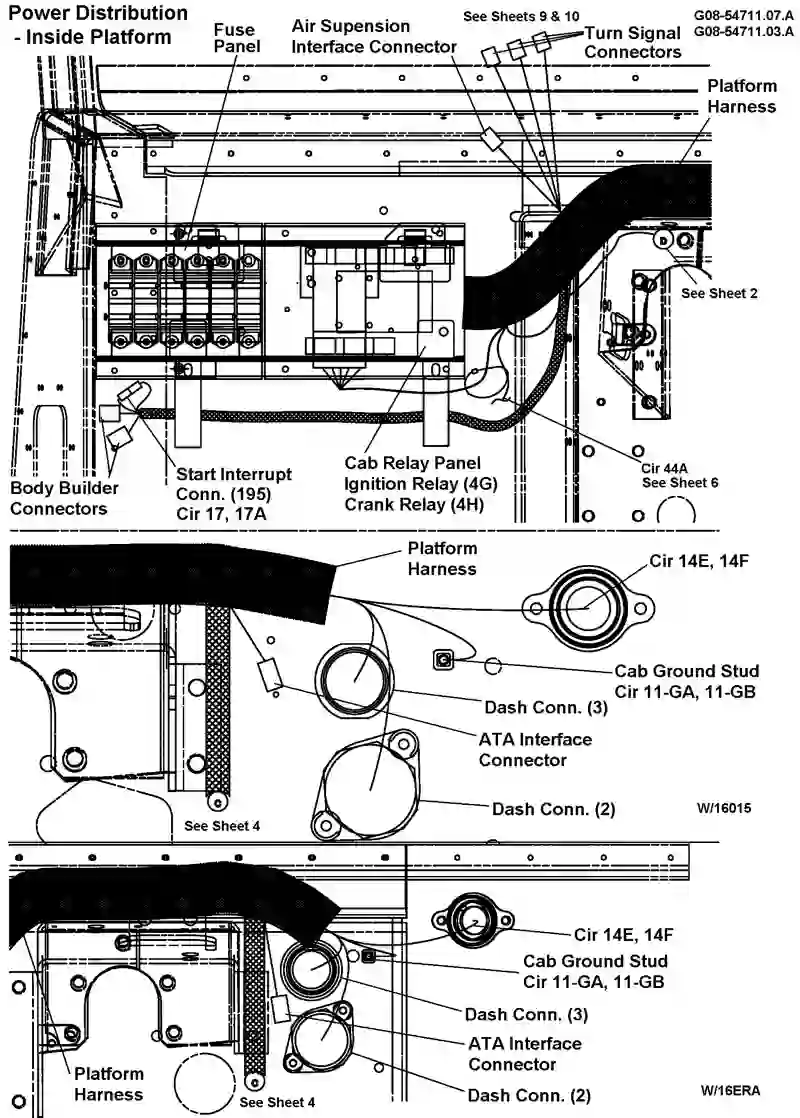 Power Distribution
- Inside Platform
Fuse
Panel
Air Supension
Interface Connector
See Sheets 9 & 10
Turn Signal
Connectors
G08-54711.07.A
G08-54711.03.A
Platform
Harness
D
See Sheet 2
Body Builder
Connectors
Start Interrupt
Conn. (195)
Cir 17, 17A
Cab Relay Panel
Ignition Relay (4G)
Crank Relay (4H)
Cir 44A
See Sheet 6
Platform
Harness
Cir 14E, 14F
Cab Ground Stud
Cir 11-GA, 11-GB
Dash Conn. (3)
ATA Interface
Connector
Dash Conn. (2)
W/16015
See Sheet 4
Cir 14E, 14F
Cab Ground Stud
Cir 11-GA, 11-GB
Dash Conn. (3)
ATA Interface
Connector
Platform
Harness
See Sheet 4
Dash Conn. (2)
W/16ERA